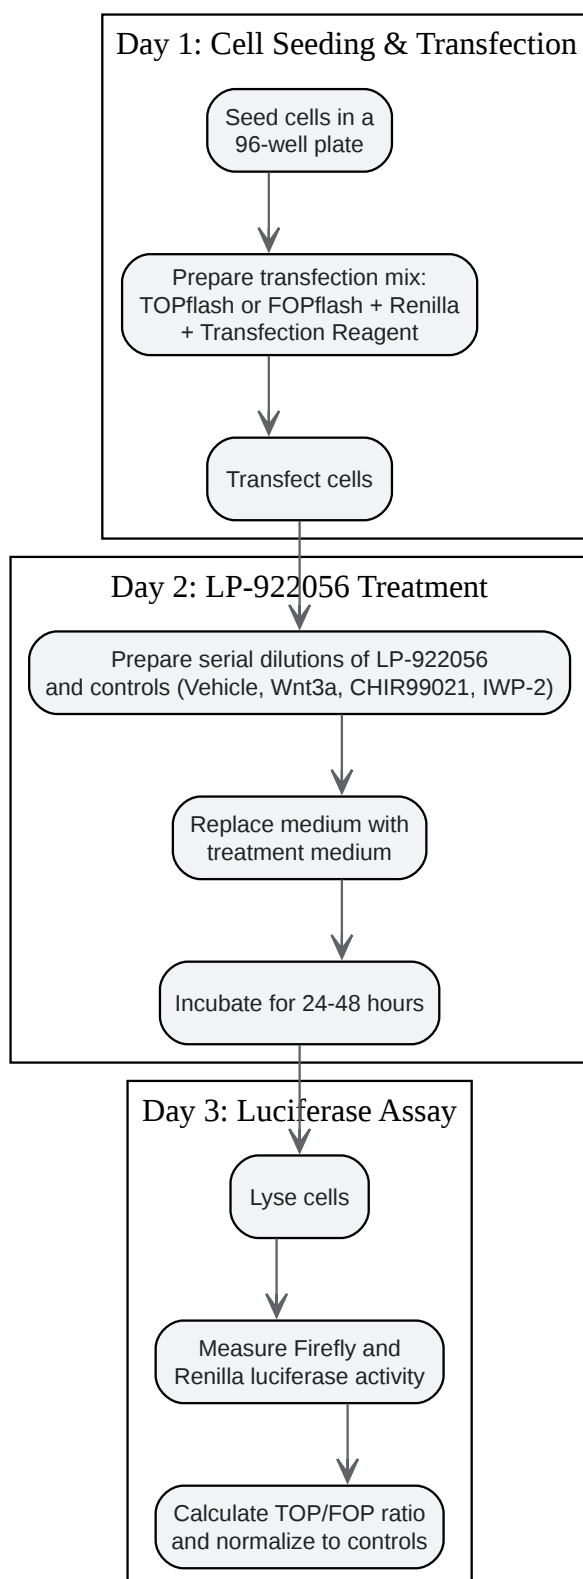 Day 1: Cell Seeding & Transfection
Seed cells in a
96-well plate
Prepare transfection mix:
TOPflash or FOPflash + Renilla
+ Transfection Reagent
Transfect cells
Day 2: LP-922056 Treatment
Prepare serial dilutions of LP-922056
and controls (Vehicle, Wnt3a, CHIR99021, IWP-2)
Replace medium with
treatment medium
Incubate for 24-48 hours
Day 3: Luciferase Assay
Lyse cells
Measure Firefly and
Renilla luciferase activity
Calculate TOP/FOP ratio
and normalize to controls